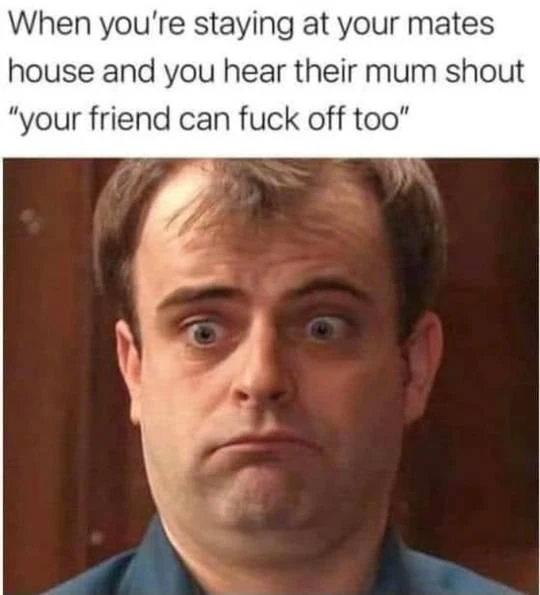 When you're staying at your mates
house and you hear their mum shout
"your friend can fuck off too"